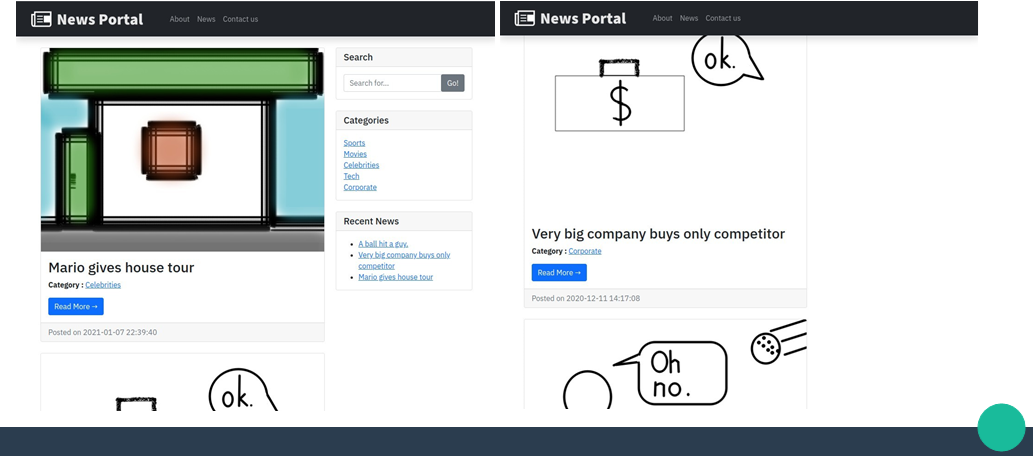 News Portal
About News Contact us
Mario gives house tour
Category : Celebrities
Read More →
Posted on 2021-01-07 22:39:40
ok.
Search
Search for...
Go!
Categories
Sports
Movies
Celebrities
Tech
Corporate
Recent News
A ball hit a guy.
Very big company buys only
competitor
Mario gives house tour
News Portal
About News Contact us
ok.
$
Very big company buys only competitor
Category : Corporate
Read More →
Posted on 2020-12-11 14:17:08
Oh
no.